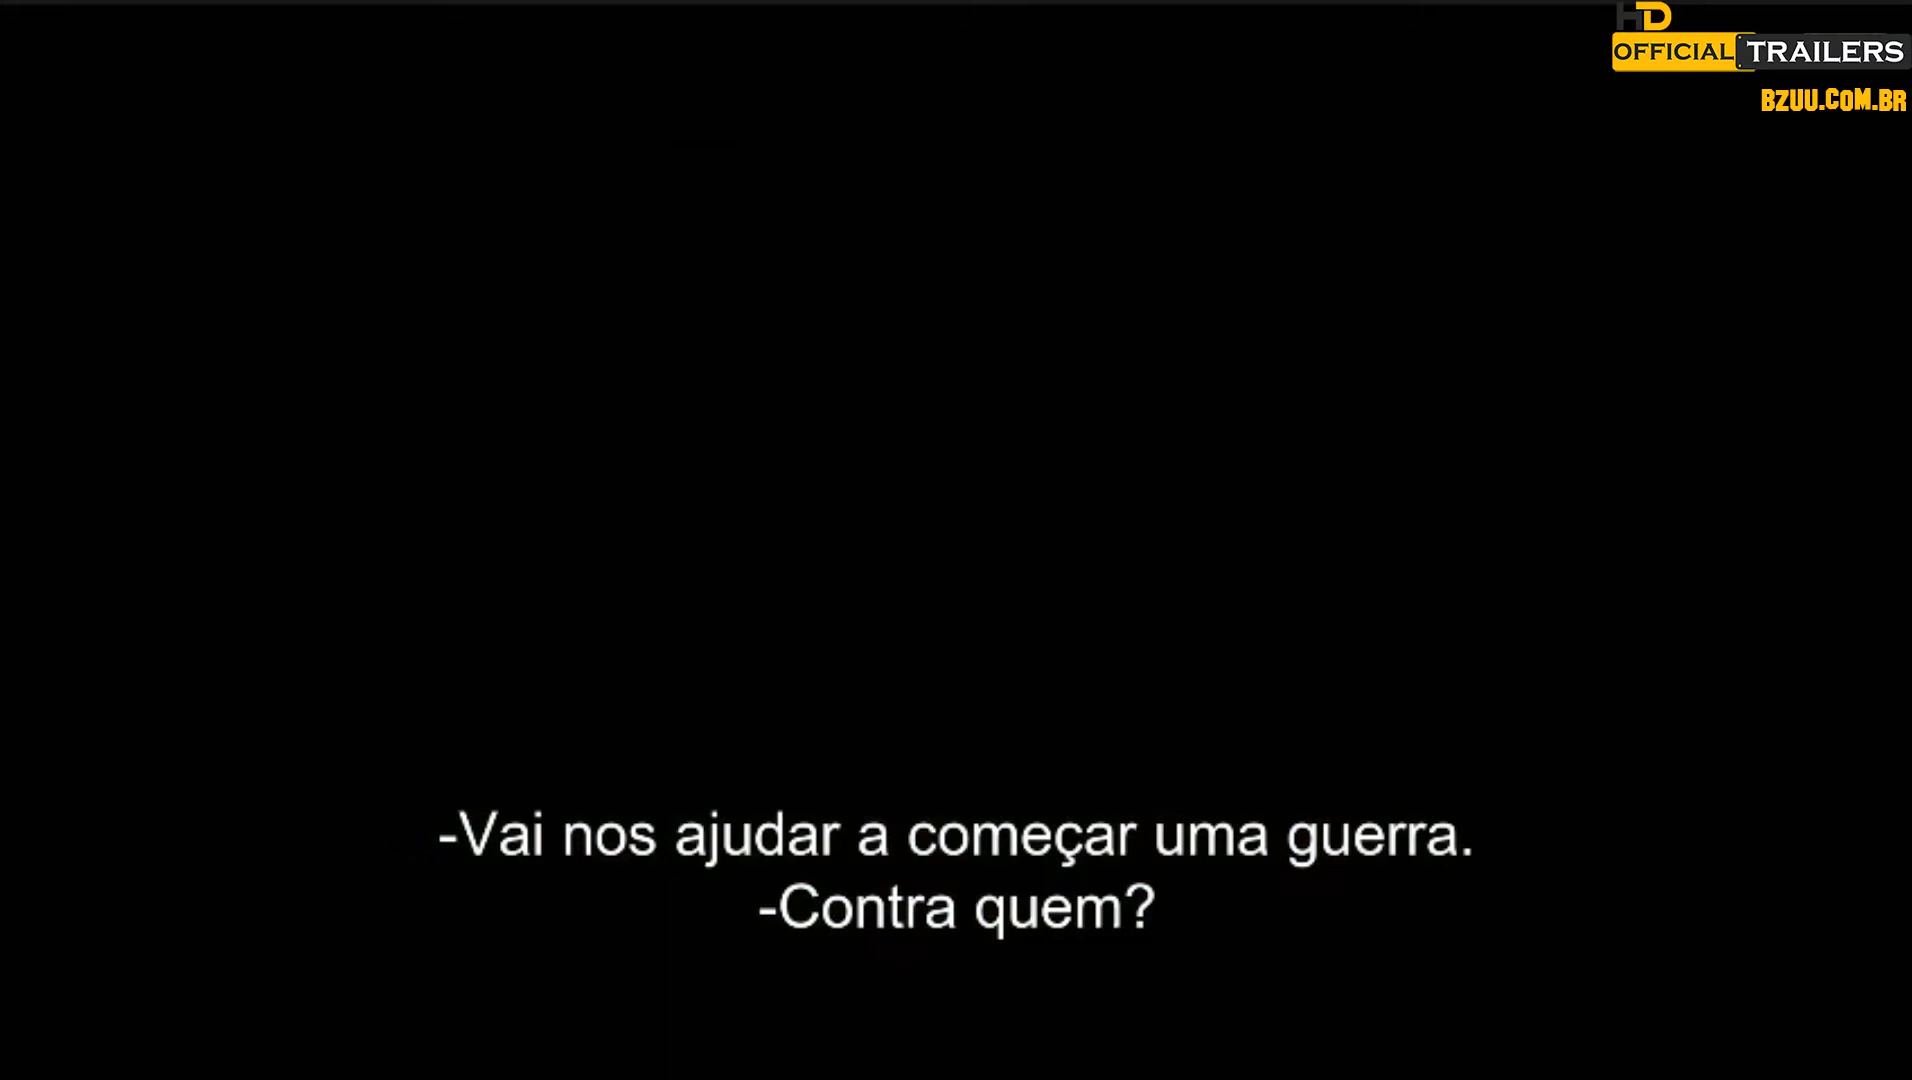 HD
OFFICIAL TRAILERS
BZUU.COM.BR
-Vai nos ajudar a começar uma guerra.
-Contra quem?